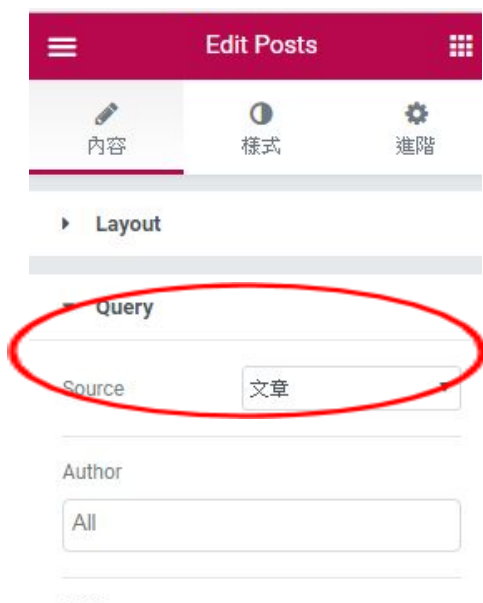 Edit Posts
內容 樣式 進階
Layout
Query
Source 文章
Author
All